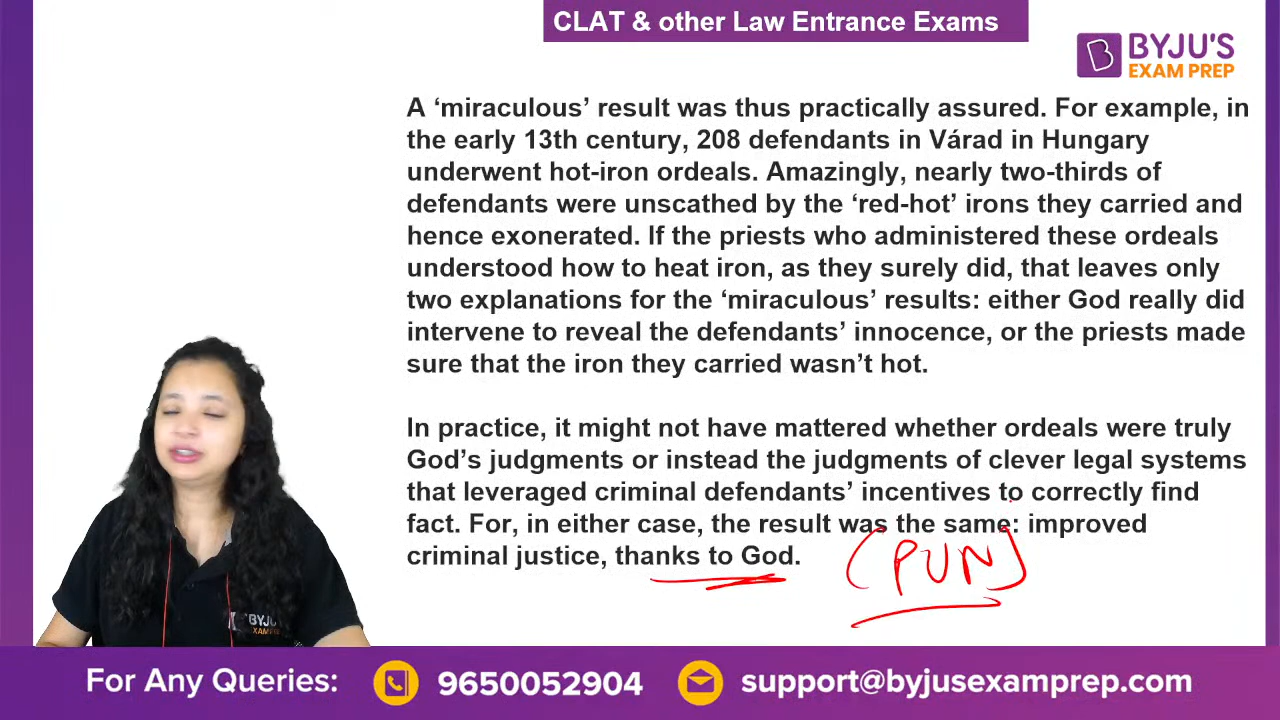 CLAT & other Law Entrance Exams
BYJU'S
EXAM PREP
A ‘miraculous’ result was thus practically assured. For example, in
the early 13th century, 208 defendants in Várad in Hungary
underwent hot-iron ordeals. Amazingly, nearly two-thirds of
defendants were unscathed by the ‘red-hot’ irons they carried and
hence exonerated. If the priests who administered these ordeals
understood how to heat iron, as they surely did, that leaves only
two explanations for the ‘miraculous’ results: either God really did
intervene to reveal the defendants’ innocence, or the priests made
sure that the iron they carried wasn’t hot.
In practice, it might not have mattered whether ordeals were truly
God’s judgments or instead the judgments of clever legal systems
that leveraged criminal defendants’ incentives to correctly find
fact. For, in either case, the result was the same: improved
criminal justice, thanks to God.
(PUN)
BYJU
EXAM PREP
For Any Queries:
9650052904
support@byjusexamprep.com